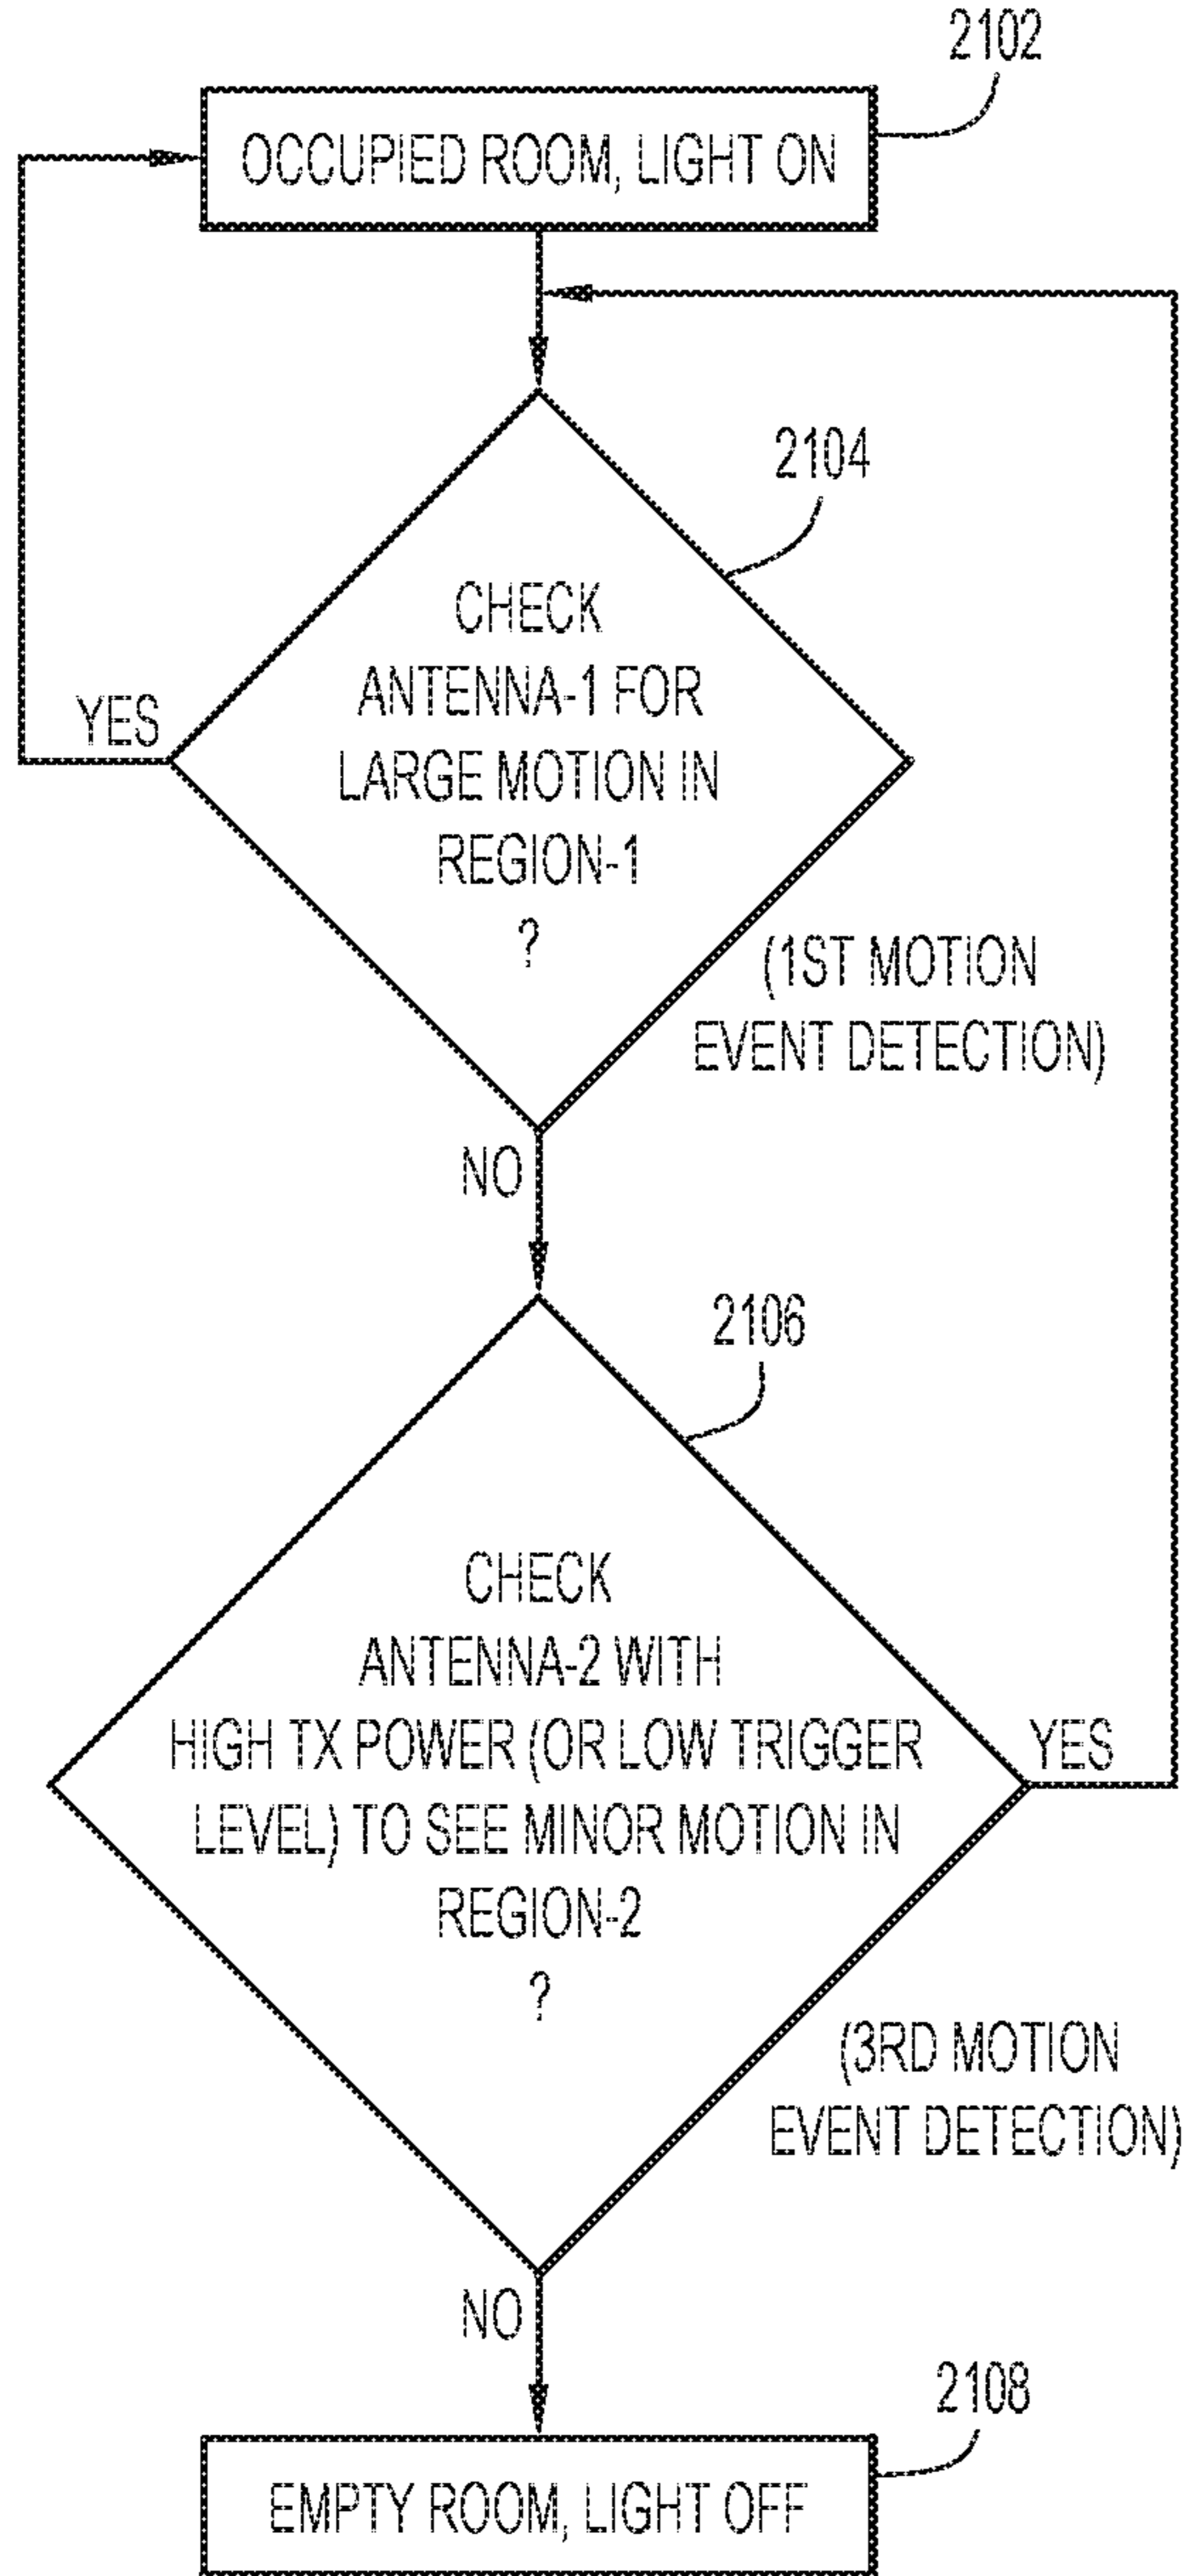 2102
OCCUPIED ROOM, LIGHT ON
2104
CHECK
ANTENNA-1 FOR
LARGE MOTION IN
REGION-1
?
YES
(1ST MOTION
EVENT DETECTION)
NO
2106
CHECK
ANTENNA-2 WITH
HIGH TX POWER (OR LOW TRIGGER
LEVEL) TO SEE MINOR MOTION IN
REGION-2
?
YES
(3RD MOTION
EVENT DETECTION)
NO
2108
EMPTY ROOM, LIGHT OFF